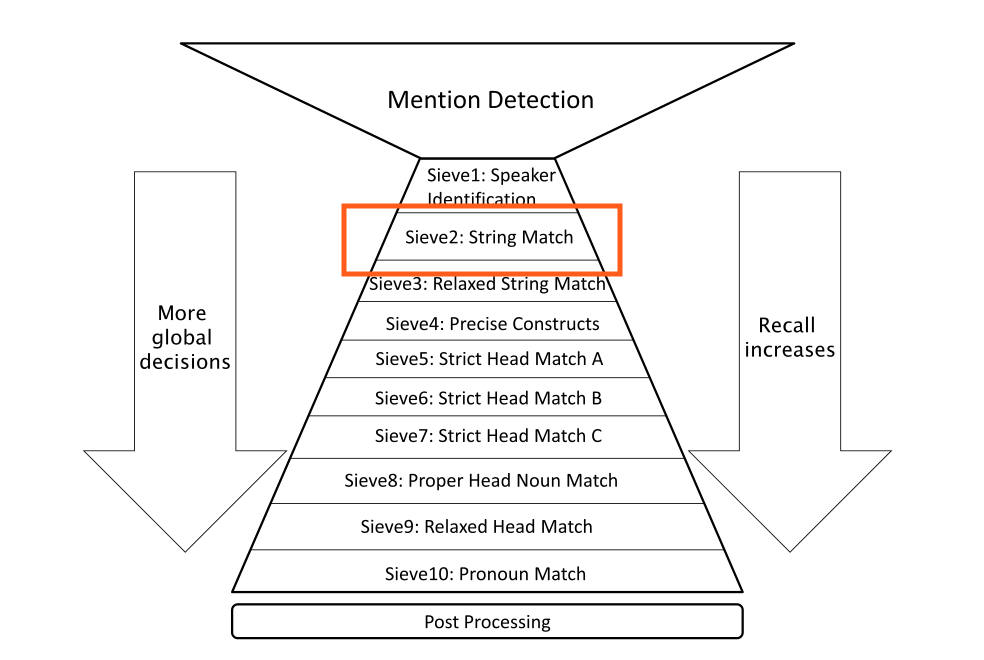 Mention Detection
Sieve1: Speaker
Identification
Sieve2: String Match
Sieve3: Relaxed String Match
Sieve4: Precise Constructs
Sieve5: Strict Head Match A
Sieve6: Strict Head Match B
Sieve7: Strict Head Match C
Sieve8: Proper Head Noun Match
Sieve9: Relaxed Head Match
Sieve10: Pronoun Match
Post Processing
More
global
decisions
Recall
increases